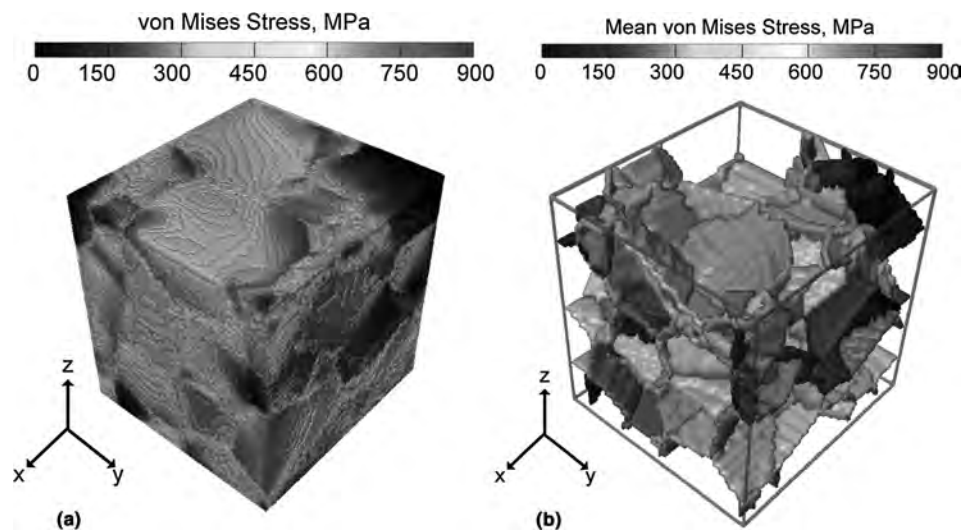 von Mises Stress, MPa
0 150 300 450 600 750 900
z
x y
(a)
Mean von Mises Stress, MPa
0 150 300 450 600 750 900
z
x y
(b)